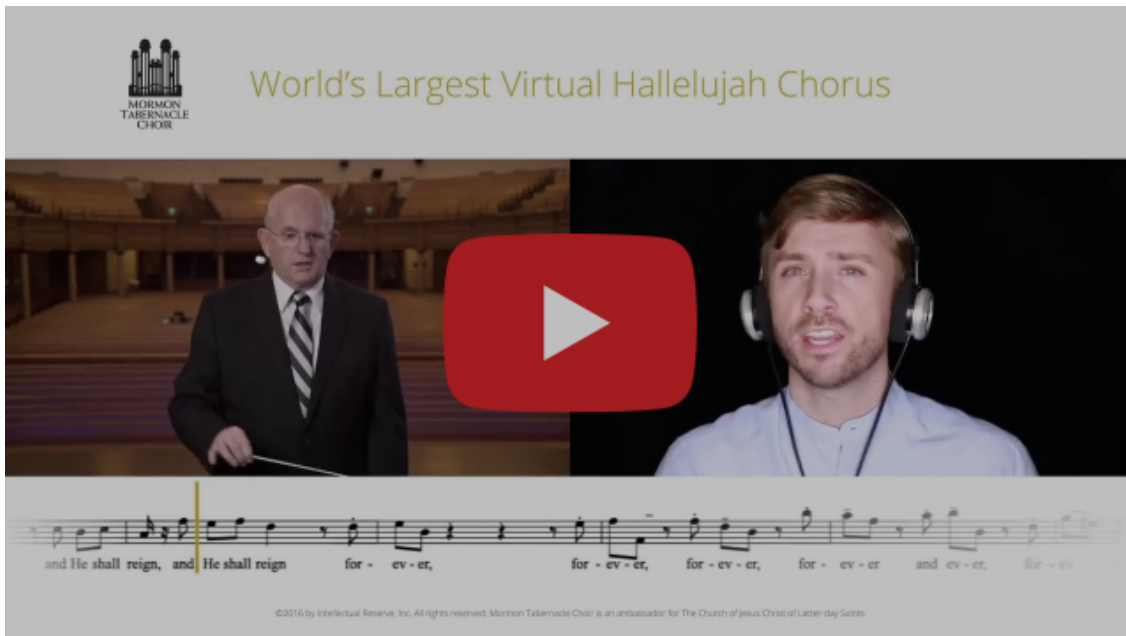 MORMON
TABERNACLE
CHOIR
World's Largest Virtual Hallelujah Chorus
and He shall reign, and He shall reign for - ev - er, for - ev - er, for - ev - er, for - ev - er and ev - er, for - ev
©2016 by Intellectual Reserve, Inc. All rights reserved. Mormon Tabernacle Choir is an ambassador for The Church of Jesus Christ of Latter-day Saints